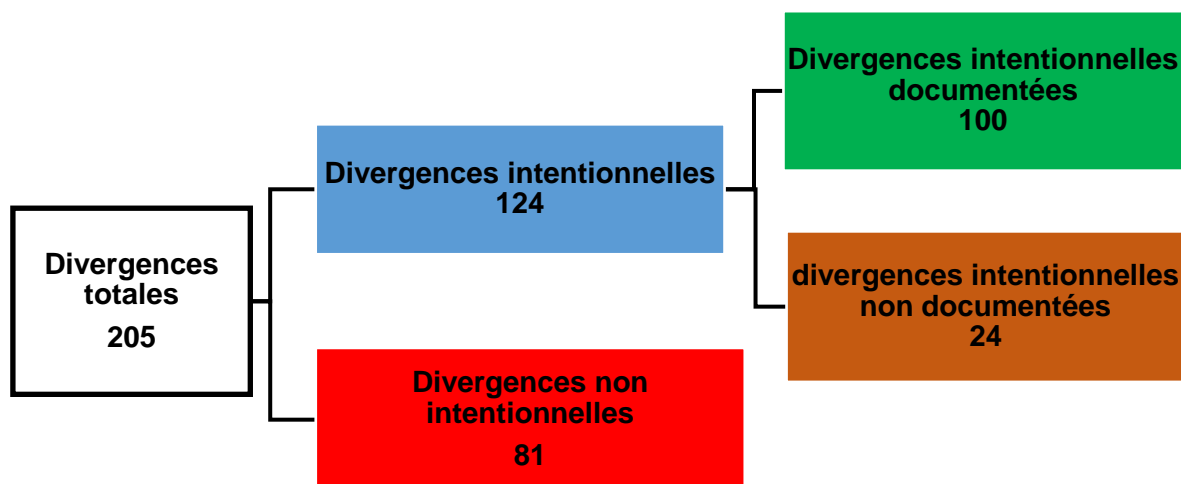 Divergences
totales
205
Divergences intentionnelles
124
Divergences non
intentionnelles
81
Divergences intentionnelles
documentées
100
divergences intentionnelles
non documentées
24